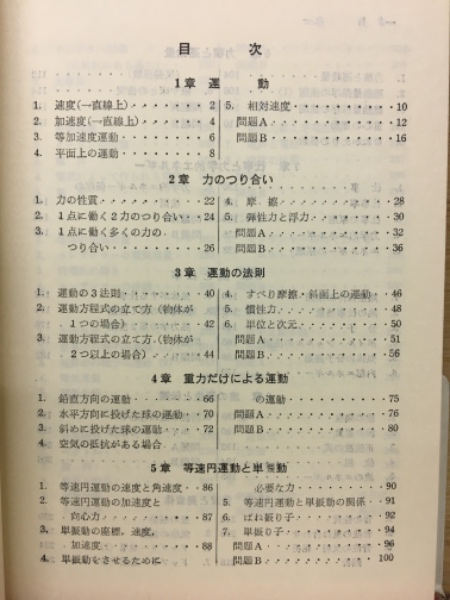 目 次
1章 運 動
1. 速度(一直線上)・・・・・・・2
2. 加速度(一直線上)・・・・・・4
3. 等加速度運動・・・・・・・・6
4. 平面上の運動・・・・・・・・8
5. 相対速度・・・・・・・・・10
問題A・・・・・・・・・・12
問題B・・・・・・・・・・16
2章 力のつり合い
1. 力の性質・・・・・・・・・22
2. 1点に働く2力のつり合い・・24
3. 1点に働く多くの力の
つり合い・・・・・・・・26
4. 摩 擦・・・・・・・・・28
5. 弾性力と浮力・・・・・・・30
問題A・・・・・・・・・・32
問題B・・・・・・・・・・36
3章 運動の法則
1. 運動の3法則・・・・・・・40
2. 運動方程式の立て方(物体が
1つの場合)・・・・・・・42
3. 運動方程式の立て方(物体が
2つ以上の場合)・・・・・44
4. すべり摩擦・斜面上の運動・・46
5. 慣性力・・・・・・・・・・48
6. 単位と次元・・・・・・・・50
問題A・・・・・・・・・・51
問題B・・・・・・・・・・56
4章 重力だけによる運動
1. 鉛直方向の運動・・・・・・66
2. 水平方向に投げた球の運動・・70
3. 斜めに投げた球の運動・・・72
4. 空気の抵抗がある場合
の運動・・・・・・・・・75
問題A・・・・・・・・・・76
問題B・・・・・・・・・・80
5章 等速円運動と単振動
1. 等速円運動の速度と角速度・・86
2. 等速円運動の加速度と
向心力・・・・・・・・・87
3. 単振動の座標，速度，
加速度・・・・・・・・・88
4. 単振動をさせるために
必要な力・・・・・・・・90
5. 等速円運動と単振動の関係・・91
6. ばね振り子・・・・・・・・92
7. 単振り子・・・・・・・・・94
問題A・・・・・・・・・・96
問題B・・・・・・・・・・100